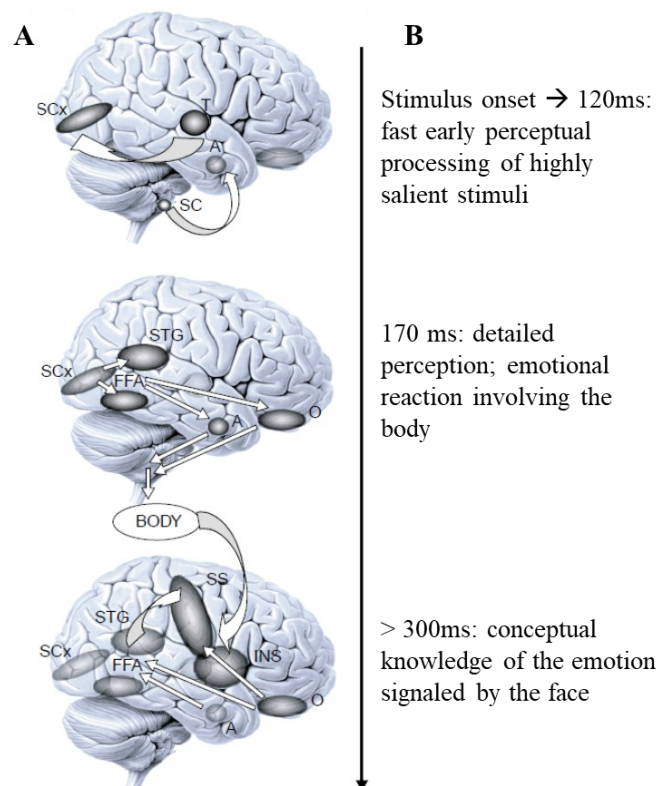 A
B
SCx
T
A
SC
Stimulus onset → 120ms:
fast early perceptual
processing of highly
salient stimuli
STG
SCx
FFA
A
O
BODY
170 ms: detailed
perception; emotional
reaction involving the
body
SS
STG
SCx
FFA
INS
O
A
> 300ms: conceptual
knowledge of the emotion
signaled by the face